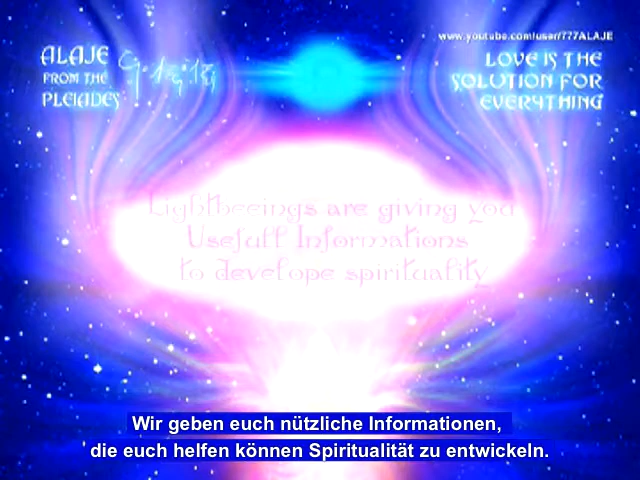 www.youtube.com/user/777ALAJE
ALAJE
FROM THE
PLEIADES
LOVE IS THE
SOLUTION FOR
EVERYTHING
Lightbeeings are giving you
Usefull Informations
to develope spirituality
Wir geben euch nützliche Informationen,
die euch helfen können Spiritualität zu entwickeln.